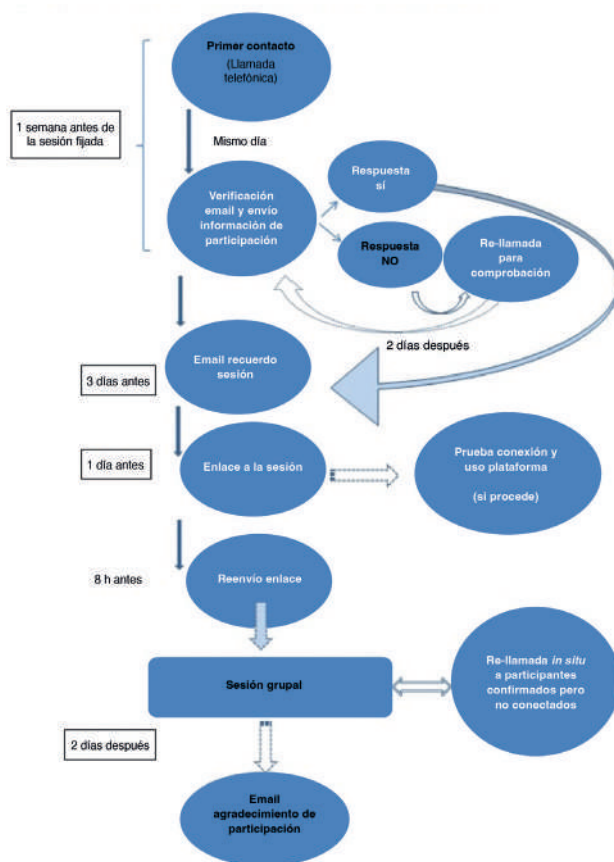 Primer contacto
(Llamada
telefónica)
1 semana antes de
la sesión fijada
Mismo día
Respuesta
sí
Verificación
email y envío
información de
participación
Respuesta
NO
Re-llamada
para
comprobación
2 días después
Email recuerdo
sesión
3 días antes
Prueba conexión y
uso plataforma
(si procede)
1 día antes
Enlace a la sesión
8 h antes
Reenvío enlace
Re-llamada in situ
a participantes
confirmados pero
no conectados
Sesión grupal
2 días después
Email
agradecimiento de
participación